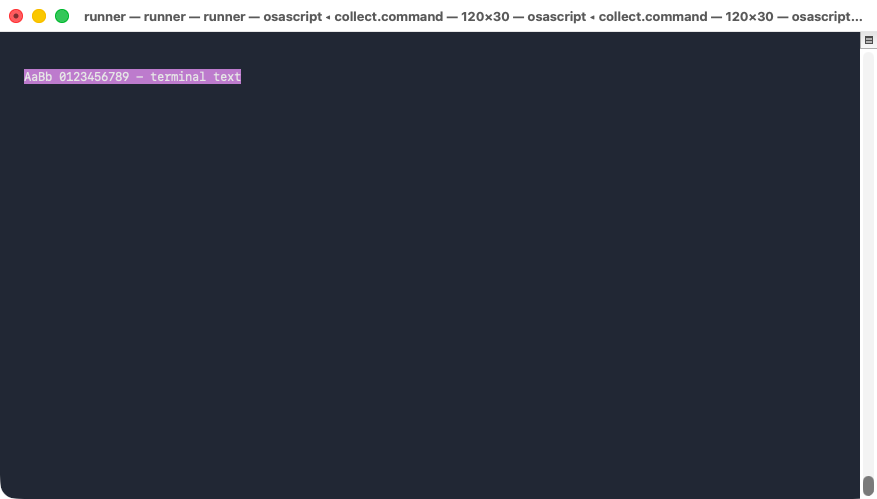 runner — runner — runner — osascript ◂ collect.command — 120×30 — osascript ◂ collect.command — 120×30 — osascript...
AaBb 0123456789 — terminal text